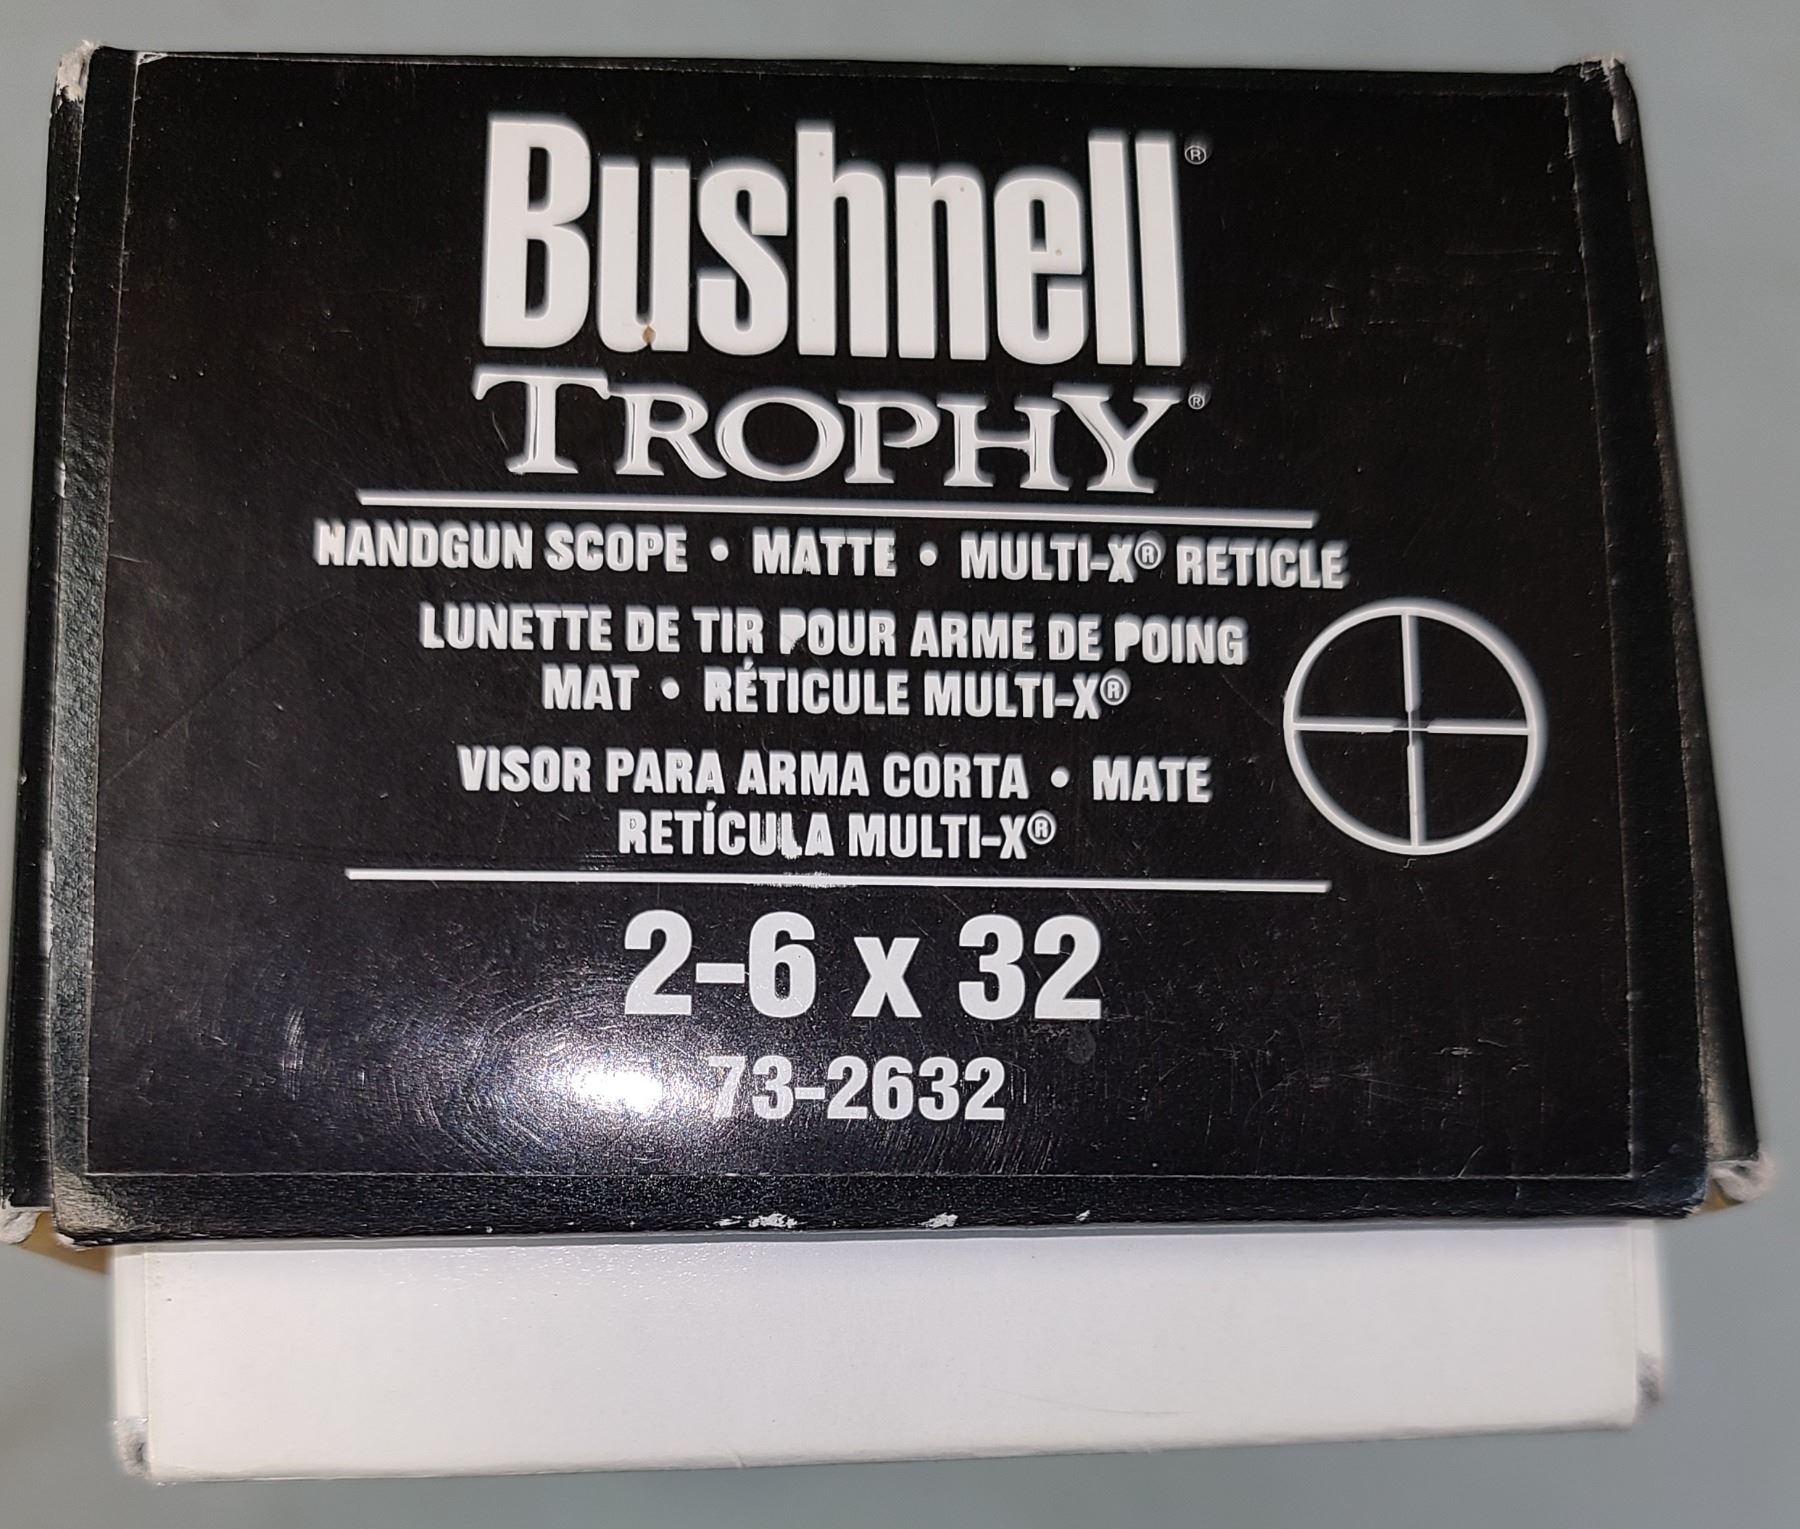 Bushnell®
TROPHY®
HANDGUN SCOPE • MATTE • MULTI-X® RETICLE
LUNETTE DE TIR POUR ARME DE POING
MAT • RÉTICULE MULTI-X®
VISOR PARA ARMA CORTA • MATE
RETÍCULA MULTI-X®
2-6 x 32
73-2632